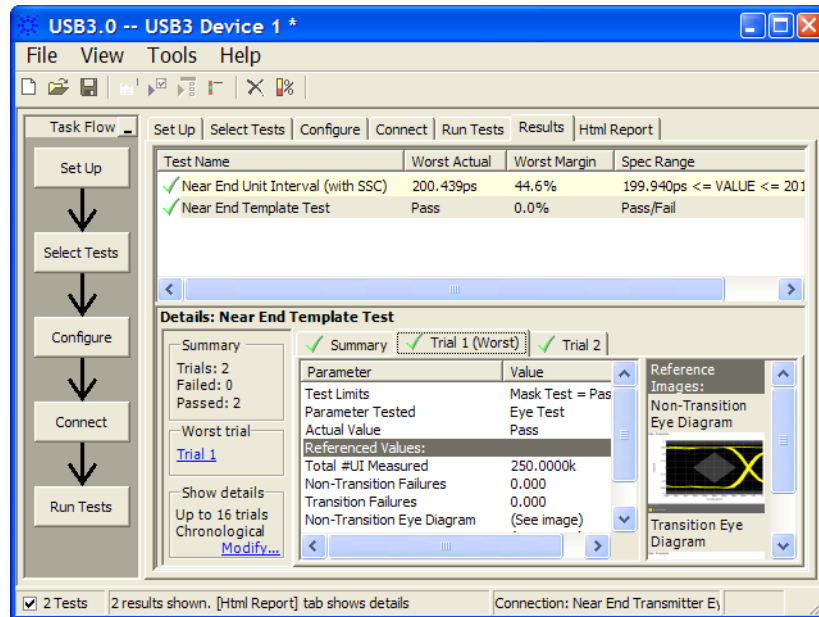 USB3.0 -- USB3 Device 1 *
File View Tools Help
Task Flow
Set Up
Select Tests
Configure
Connect
Run Tests
Set Up Select Tests Configure Connect Run Tests Results Html Report
Test Name Worst Actual Worst Margin Spec Range
Near End Unit Interval (with SSC) 200.439ps 44.6% 199.940ps <= VALUE <= 201
Near End Template Test Pass 0.0% Pass/Fail
Details: Near End Template Test
Summary
Trials: 2
Failed: 0
Passed: 2
Worst trial
Trial 1
Show details
Up to 16 trials
Chronological
Modify...
Summary Trial 1 (Worst) Trial 2
Parameter Value
Test Limits Mask Test = Pas
Parameter Tested Eye Test
Actual Value Pass
Referenced Values:
Total #UI Measured 250.0000k
Non-Transition Failures 0.000
Transition Failures 0.000
Non-Transition Eye Diagram (See image)
Reference
Images:
Non-Transition
Eye Diagram
Transition Eye
Diagram
2 Tests 2 results shown. [Html Report] tab shows details Connection: Near End Transmitter Ey